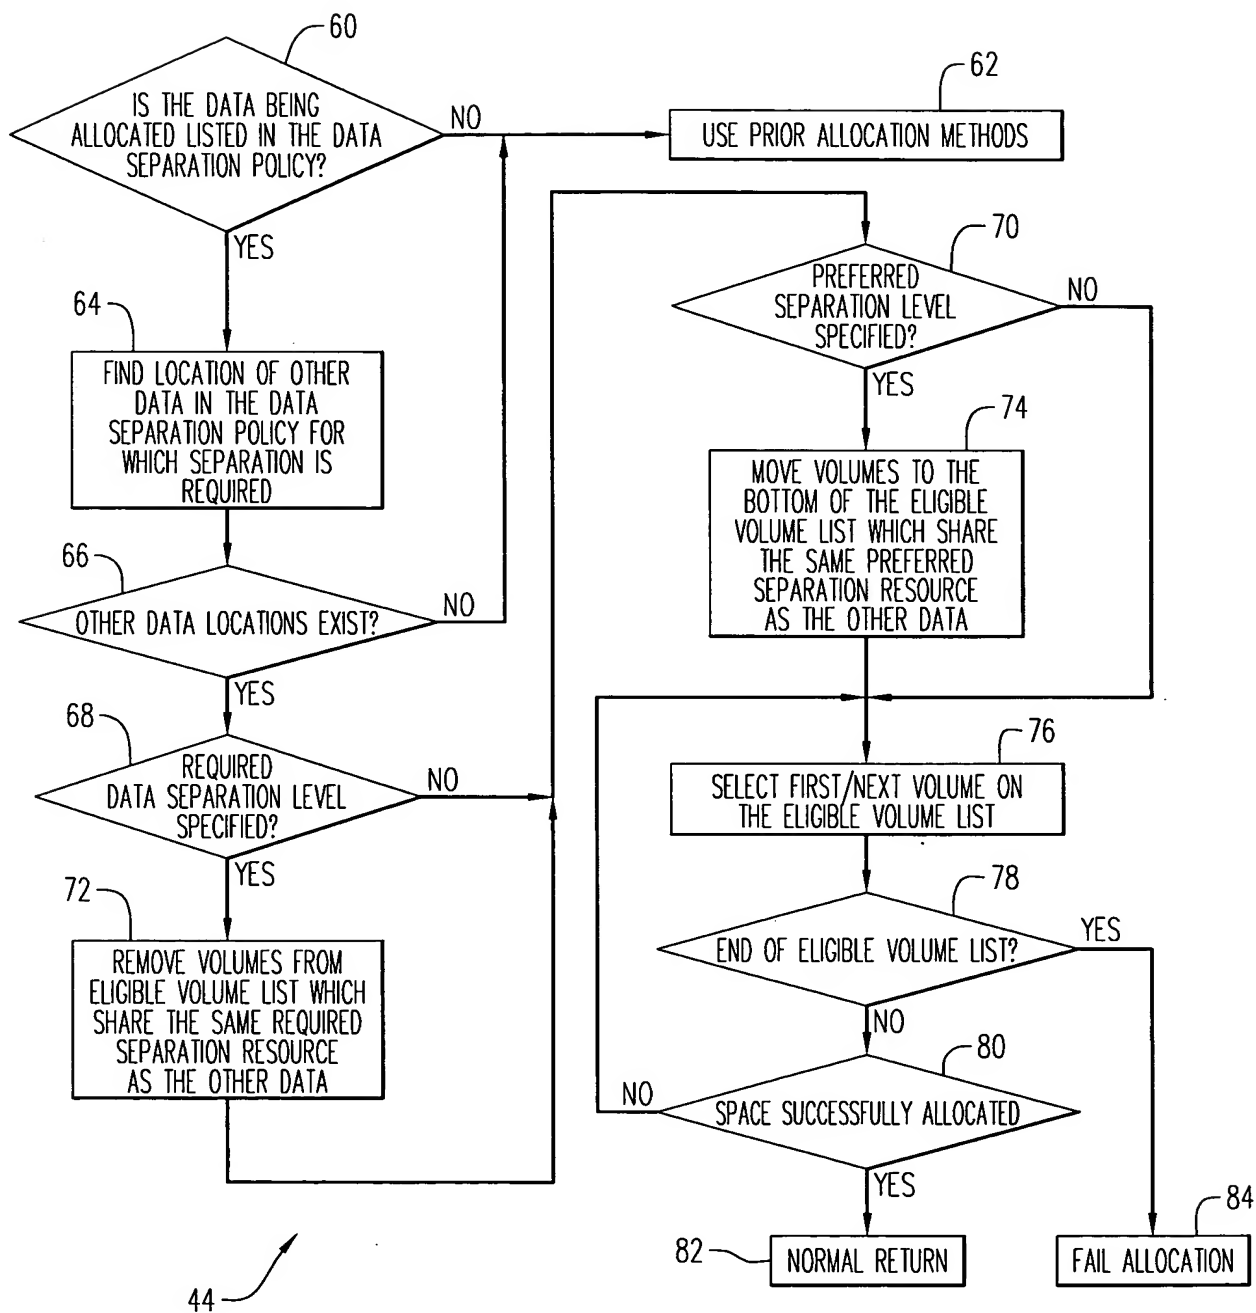 60
IS THE DATA BEING
ALLOCATED LISTED IN THE DATA
SEPARATION POLICY?
NO
YES
62
USE PRIOR ALLOCATION METHODS
64
FIND LOCATION OF OTHER
DATA IN THE DATA
SEPARATION POLICY FOR
WHICH SEPARATION IS
REQUIRED
66
OTHER DATA LOCATIONS EXIST?
NO
YES
68
REQUIRED
DATA SEPARATION LEVEL
SPECIFIED?
NO
YES
72
REMOVE VOLUMES FROM
ELIGIBLE VOLUME LIST WHICH
SHARE THE SAME REQUIRED
SEPARATION RESOURCE
AS THE OTHER DATA
70
PREFERRED
SEPARATION LEVEL
SPECIFIED?
NO
YES
74
MOVE VOLUMES TO THE
BOTTOM OF THE ELIGIBLE
VOLUME LIST WHICH SHARE
THE SAME PREFERRED
SEPARATION RESOURCE
AS THE OTHER DATA
76
SELECT FIRST/NEXT VOLUME ON
THE ELIGIBLE VOLUME LIST
78
END OF ELIGIBLE VOLUME LIST?
YES
NO
80
SPACE SUCCESSFULLY ALLOCATED
NO
YES
82
NORMAL RETURN
84
FAIL ALLOCATION
44